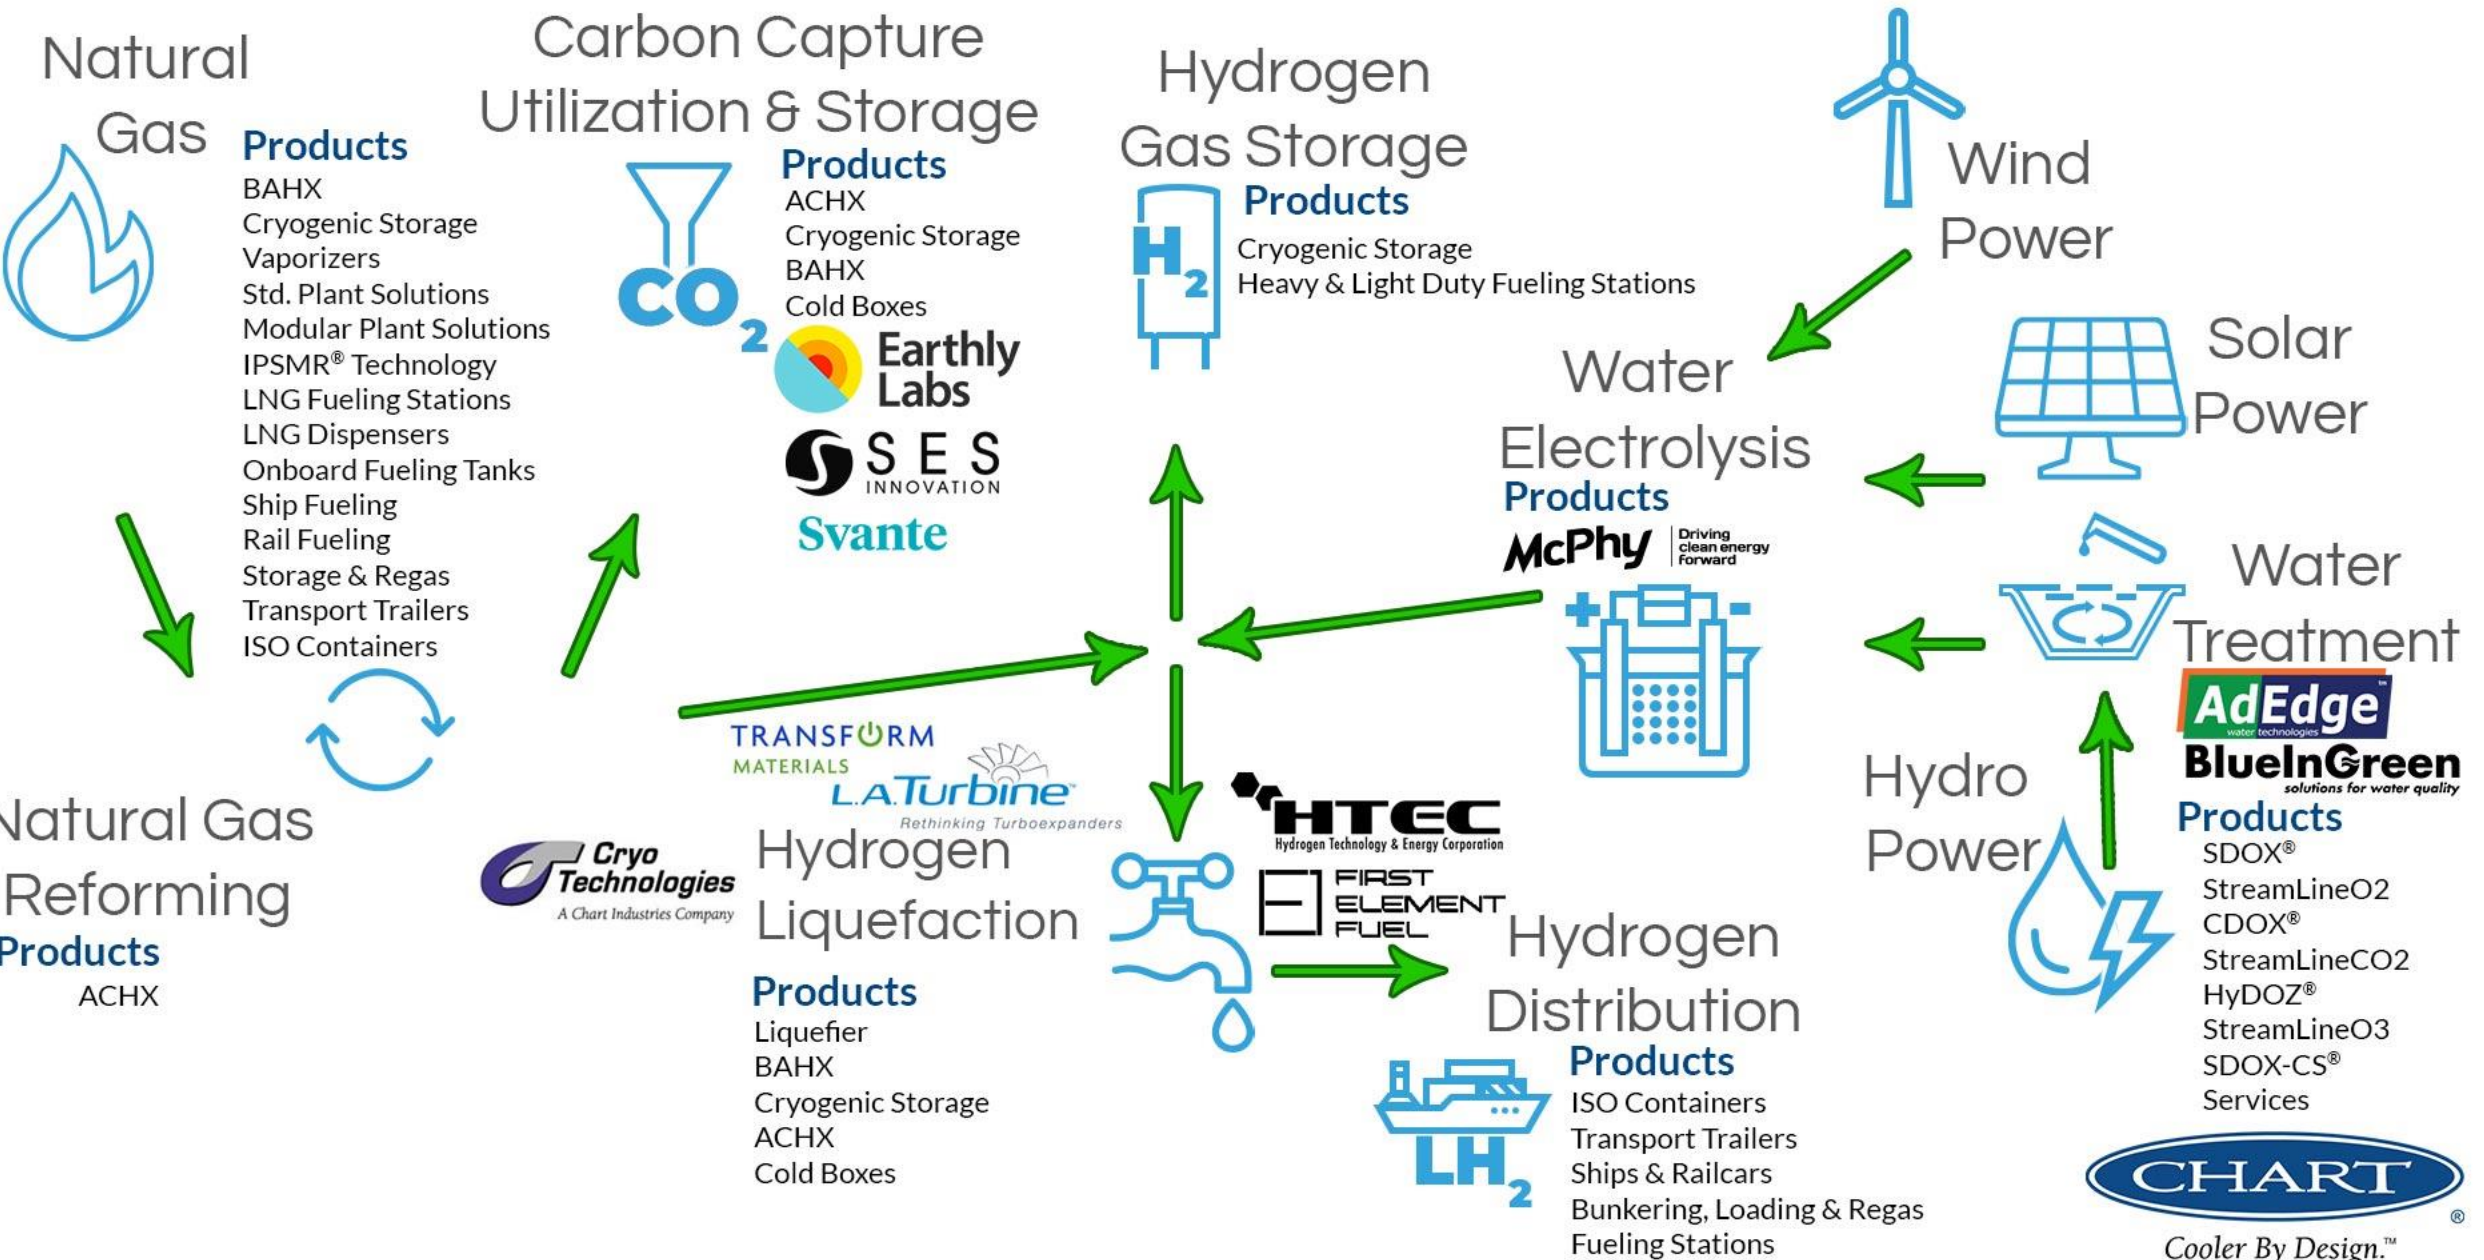 Natural
Gas
Products
BAHX
Cryogenic Storage
Vaporizers
Std. Plant Solutions
Modular Plant Solutions
IPSMR® Technology
LNG Fueling Stations
LNG Dispensers
Onboard Fueling Tanks
Ship Fueling
Rail Fueling
Storage & Regas
Transport Trailers
ISO Containers
Carbon Capture
Utilization & Storage
CO2
Products
ACHX
Cryogenic Storage
BAHX
Cold Boxes
Earthly
Labs
SES
INNOVATION
Svante
Hydrogen
Gas Storage
H2
Products
Cryogenic Storage
Heavy & Light Duty Fueling Stations
Wind
Power
Solar
Power
Water
Electrolysis
Products
McPhy
Driving
clean energy
forward
+ -
Water
Treatment
AdEdge™
water technologies
BlueInGreen
solutions for water quality
Products
SDOX®
StreamLineO2
CDOX®
StreamLineCO2
HyDOZ®
StreamLineO3
SDOX-CS®
Services
Hydro
Power
Natural Gas
Reforming
Products
ACHX
TRANSFORM
MATERIALS
L.A.Turbine™
Rethinking Turboexpanders
Cryo
Technologies
A Chart Industries Company
Hydrogen
Liquefaction
Products
Liquefier
BAHX
Cryogenic Storage
ACHX
Cold Boxes
HTEC
Hydrogen Technology & Energy Corporation
FIRST
ELEMENT
FUEL
Hydrogen
Distribution
LH2
Products
ISO Containers
Transport Trailers
Ships & Railcars
Bunkering, Loading & Regas
Fueling Stations
CHART®
Cooler By Design.™